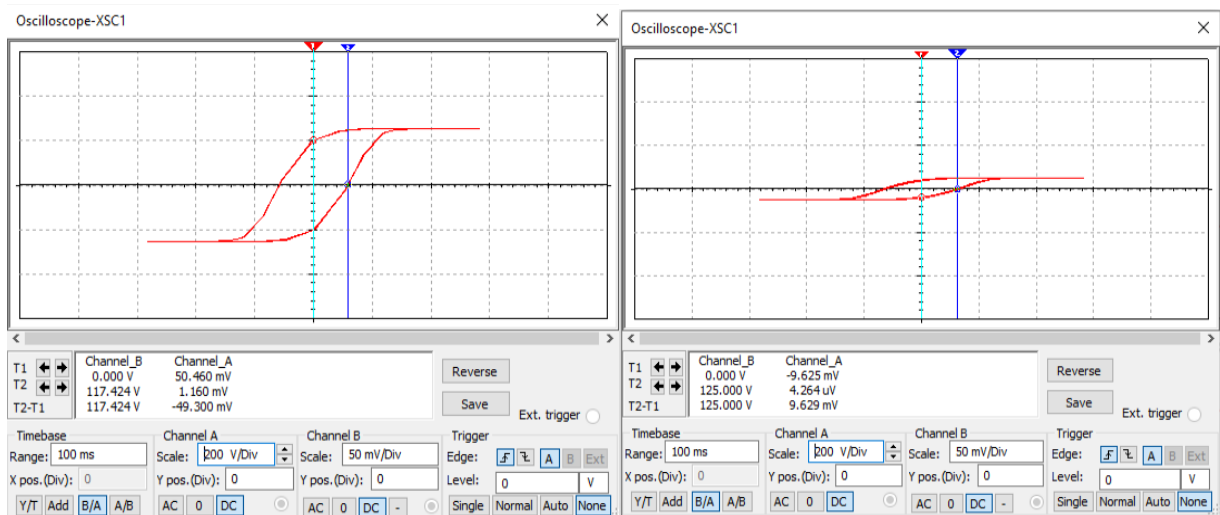 Oscilloscope-XSC1
1
2
T1
T2
T2-T1
Channel_B Channel_A
0.000 V 50.460 mV
117.424 V 1.160 mV
117.424 V -49.300 mV
Reverse
Save
Ext. trigger
Timebase
Range: 100 ms
X pos.(Div): 0
Y/T Add B/A A/B
Channel A
Scale: 200 V/Div
Y pos.(Div): 0
AC 0 DC
Channel B
Scale: 50 mV/Div
Y pos.(Div): 0
AC 0 DC -
Trigger
Edge: A B Ext
Level: 0 V
Single Normal Auto None
Oscilloscope-XSC1
1
2
T1
T2
T2-T1
Channel_B Channel_A
0.000 V -9.625 mV
125.000 V 4.264 uV
125.000 V 9.629 mV
Reverse
Save
Ext. trigger
Timebase
Range: 100 ms
X pos.(Div): 0
Y/T Add B/A A/B
Channel A
Scale: 200 V/Div
Y pos.(Div): 0
AC 0 DC
Channel B
Scale: 50 mV/Div
Y pos.(Div): 0
AC 0 DC -
Trigger
Edge: A B Ext
Level: 0 V
Single Normal Auto None